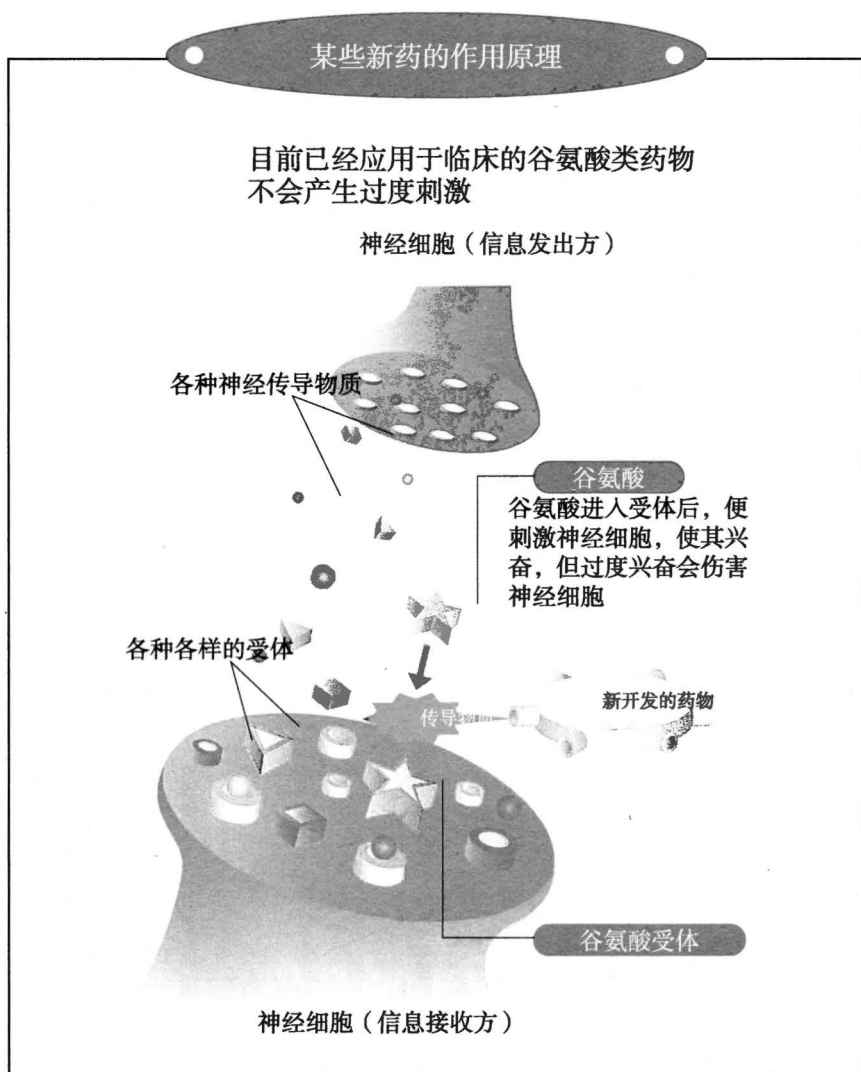 某些新药的作用原理
目前已经应用于临床的谷氨酸类药物
不会产生过度刺激
神经细胞（信息发出方）
各种神经传导物质
谷氨酸
谷氨酸进入受体后，便
刺激神经细胞，使其兴
奋，但过度兴奋会伤害
神经细胞
各种各样的受体
新开发的药物
传导物质
谷氨酸受体
神经细胞（信息接收方）